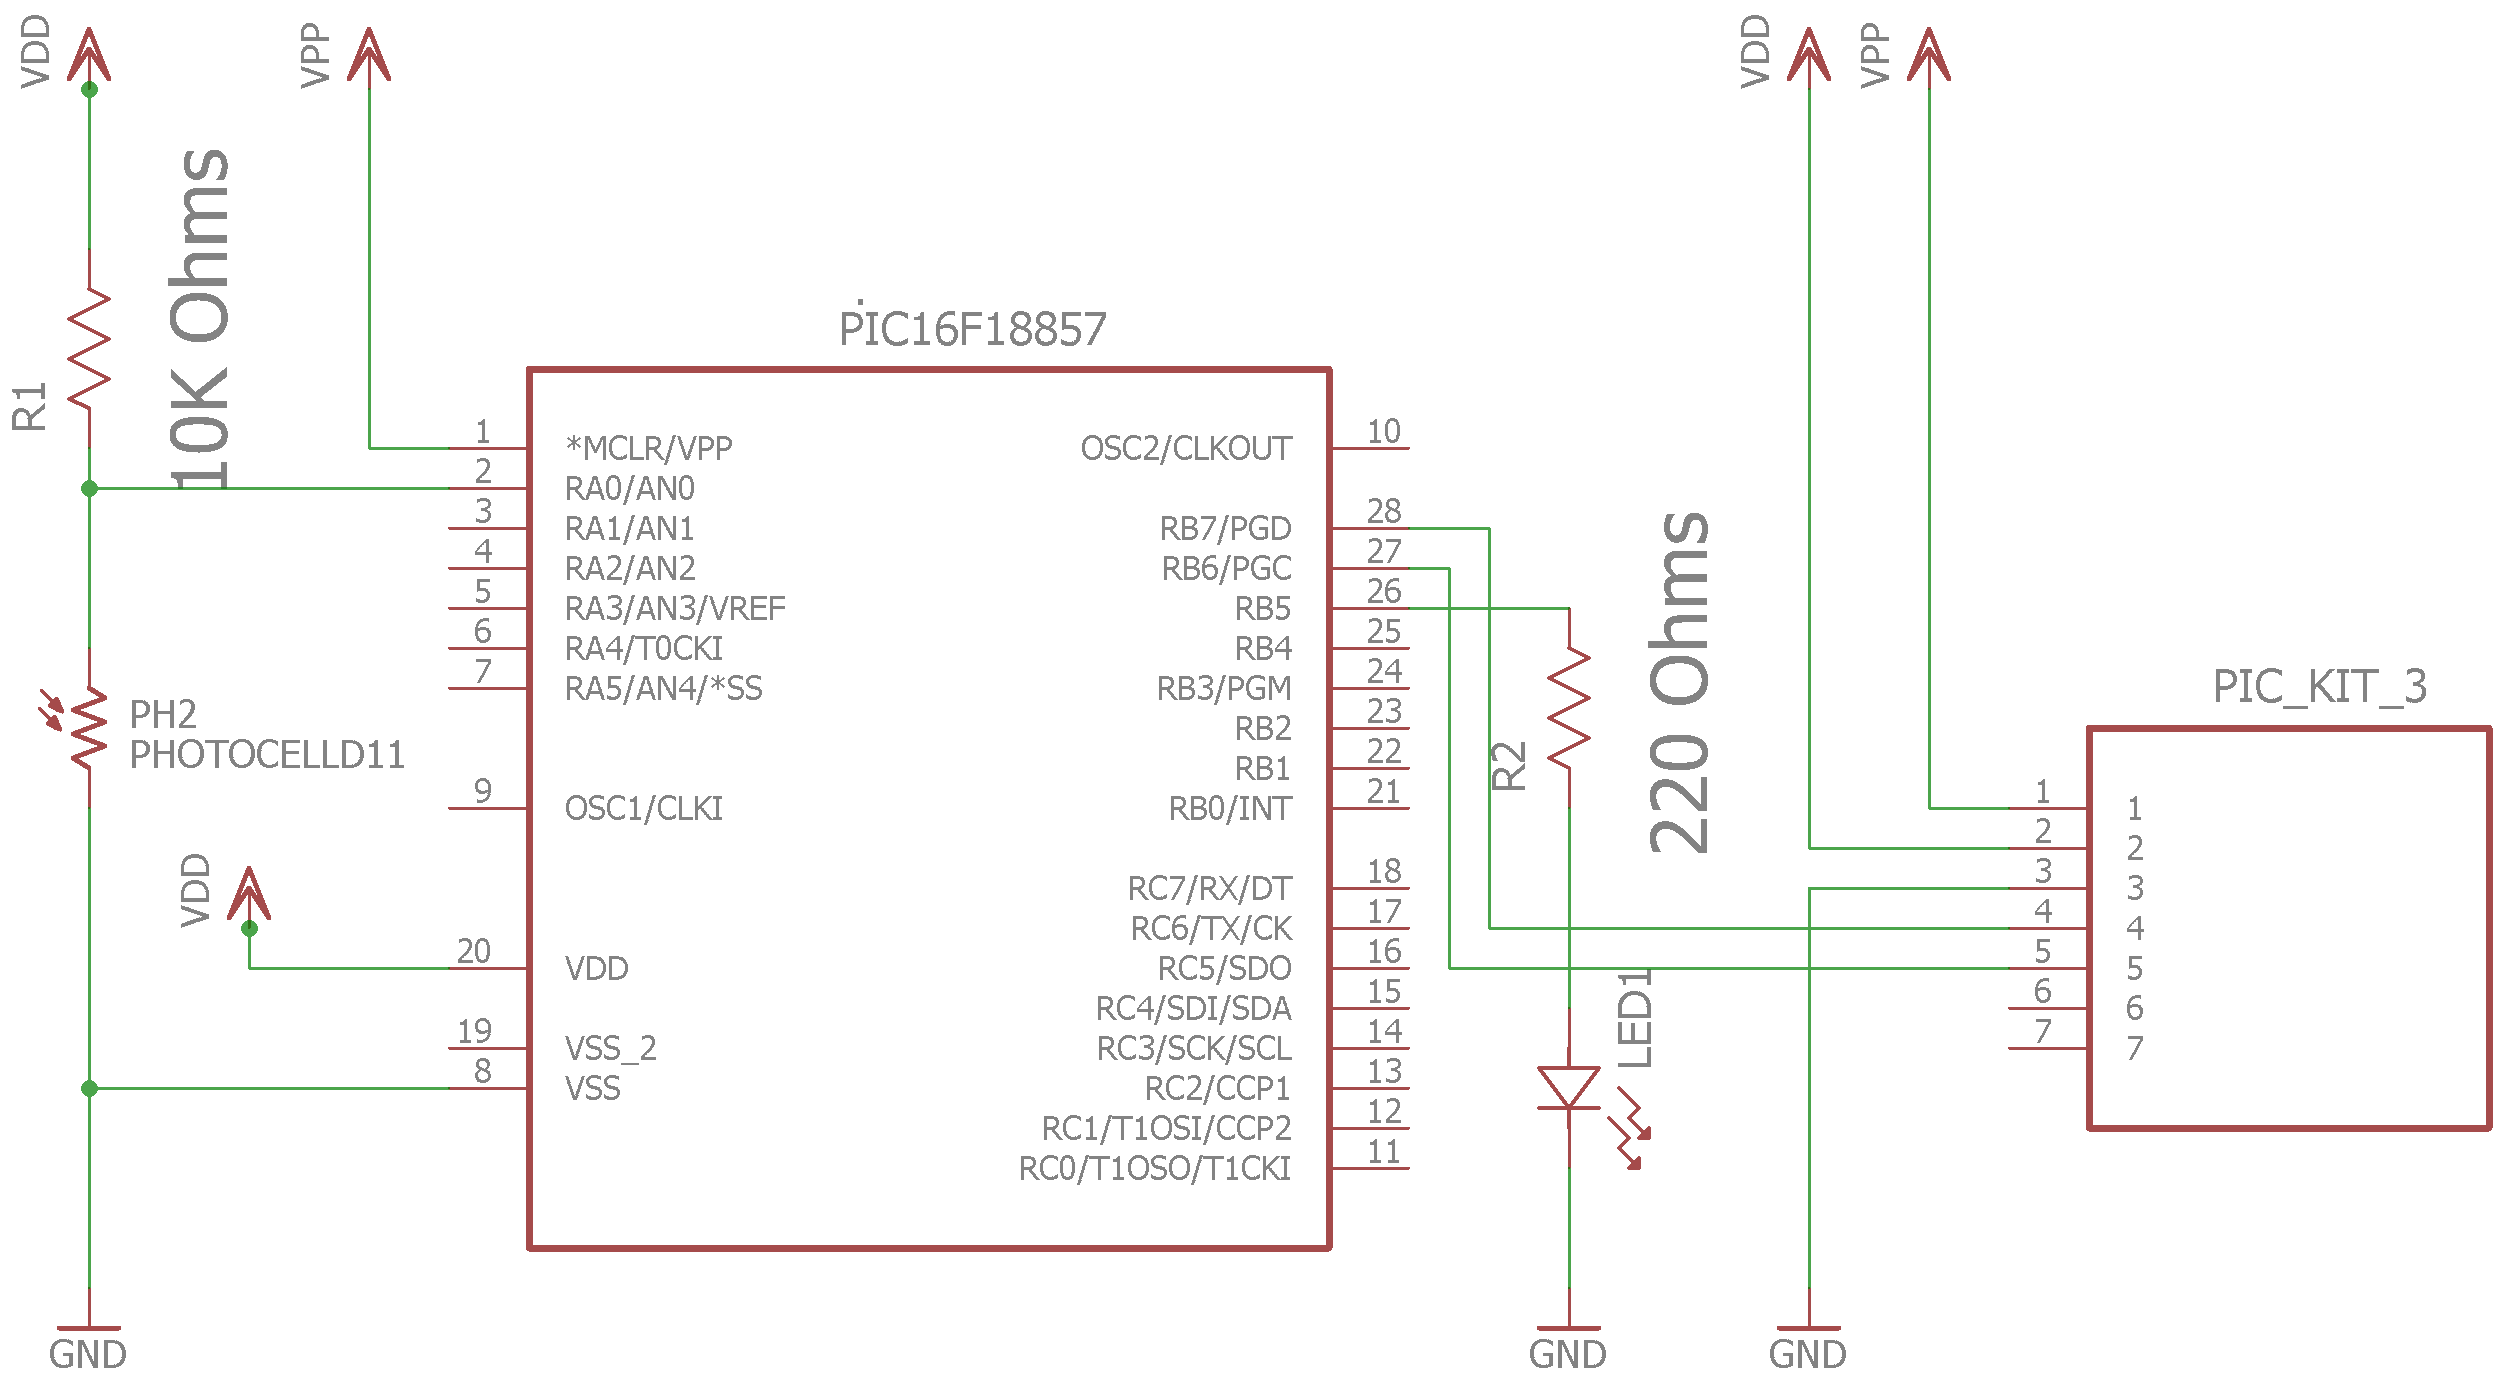 VDD
VPP
VDD
VPP
10K Ohms
R1
PIC16F18857
1
*MCLR/VPP
2
RA0/AN0
3
RA1/AN1
4
RA2/AN2
5
RA3/AN3/VREF
6
RA4/T0CKI
7
RA5/AN4/*SS
9
OSC1/CLKI
20
VDD
19
VSS_2
8
VSS
OSC2/CLKOUT
10
RB7/PGD
28
RB6/PGC
27
RB5
26
RB4
25
RB3/PGM
24
RB2
23
RB1
22
RB0/INT
21
RC7/RX/DT
18
RC6/TX/CK
17
RC5/SDO
16
RC4/SDI/SDA
15
RC3/SCK/SCL
14
RC2/CCP1
13
RC1/T1OSI/CCP2
12
RC0/T1OSO/T1CKI
11
PH2
PHOTOCELLD11
VDD
GND
220 Ohms
R2
LED1
GND
GND
PIC_KIT_3
1
1
2
2
3
3
4
4
5
5
6
6
7
7